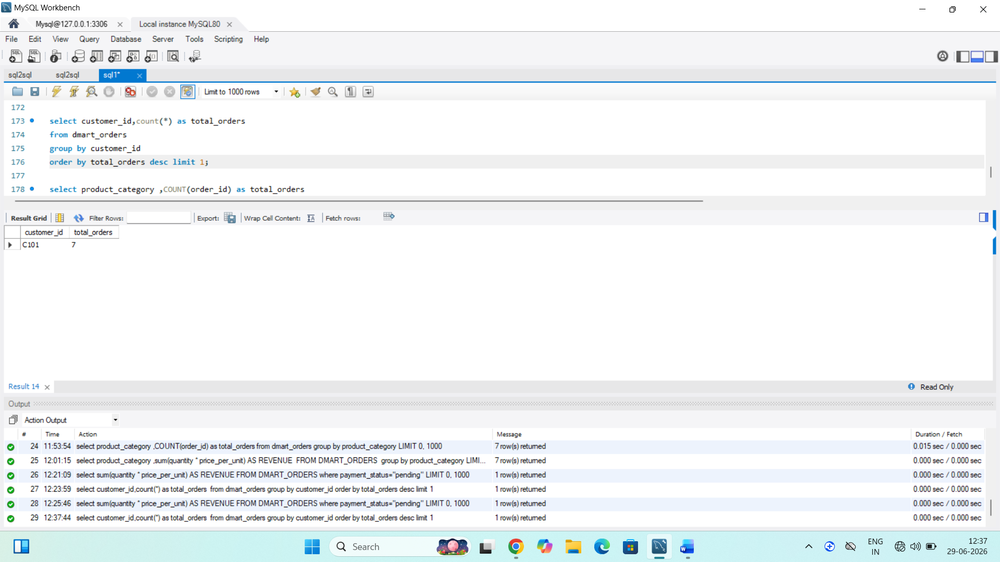 MySQL Workbench
Mysql@127.0.0.1:3306
Local instance MySQL80
File Edit View Query Database Server Tools Scripting Help
sql2sql sql2sql sql1*
Limit to 1000 rows
172
173 select customer_id,count(*) as total_orders
174 from dmart_orders
175 group by customer_id
176 order by total_orders desc limit 1;
177
178 select product_category ,COUNT(order_id) as total_orders
Result Grid Filter Rows: Export: Wrap Cell Content: Fetch rows:
customer_id total_orders
C101 7
Result 14 Read Only
Output
Action Output
# Time Action Message Duration / Fetch
24 11:53:54 select product_category ,COUNT(order_id) as total_orders from dmart_orders group by product_category LIMIT 0, 1000 7 row(s) returned 0.015 sec / 0.000 sec
25 12:01:15 select product_category ,sum(quantity * price_per_unit) AS REVENUE FROM DMART_ORDERS group by product_category LIMI... 7 row(s) returned 0.000 sec / 0.000 sec
26 12:21:09 select sum(quantity * price_per_unit) AS REVENUE FROM DMART_ORDERS where payment_status="pending" LIMIT 0, 1000 1 row(s) returned 0.000 sec / 0.000 sec
27 12:23:59 select customer_id,count(*) as total_orders from dmart_orders group by customer_id order by total_orders desc limit 1 1 row(s) returned 0.000 sec / 0.000 sec
28 12:25:46 select sum(quantity * price_per_unit) AS REVENUE FROM DMART_ORDERS where payment_status="pending" LIMIT 0, 1000 1 row(s) returned 0.000 sec / 0.000 sec
29 12:37:44 select customer_id,count(*) as total_orders from dmart_orders group by customer_id order by total_orders desc limit 1 1 row(s) returned 0.000 sec / 0.000 sec
Search
ENG
IN
12:37
29-06-2026